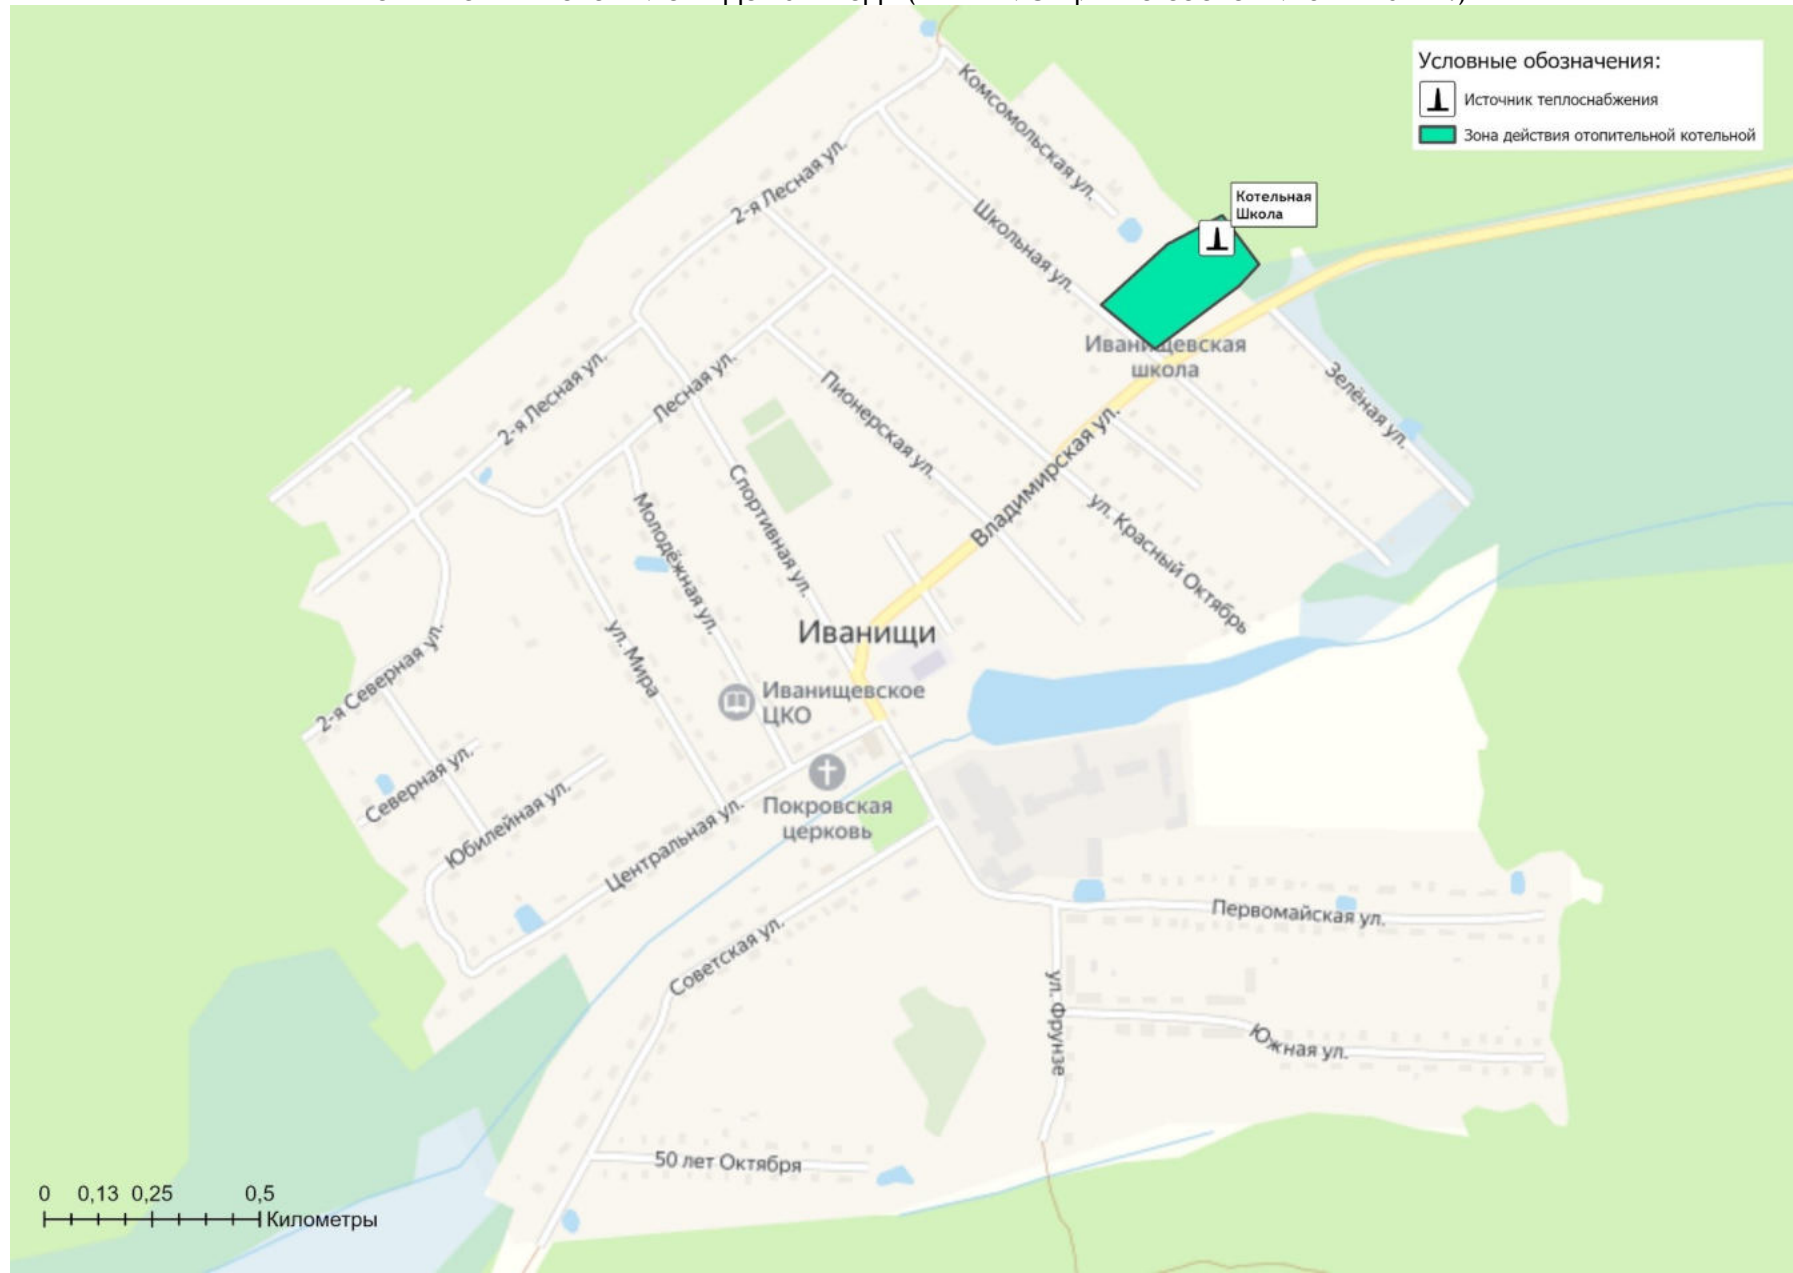 Условные обозначения:
Источник теплоснабжения
Зона действия отопительной котельной
Комсомольская ул.
2-я Лесная ул.
Котельная
Школа
Школьная ул.
Иванищевская
школа
Зелёная ул.
2-я Лесная ул.
Лесная ул.
Пионерская ул.
Владимирская ул.
Спортивная ул.
Молодёжная ул.
ул. Красный Октябрь
Иванищи
ул. Мира
2-я Северная ул.
Иванищевское
ЦКО
Северная ул.
Юбилейная ул.
Центральная ул.
Покровская
церковь
Первомайская ул.
Советская ул.
ул. Фрунзе
Южная ул.
50 лет Октября
0 0,13 0,25 0,5
Километры